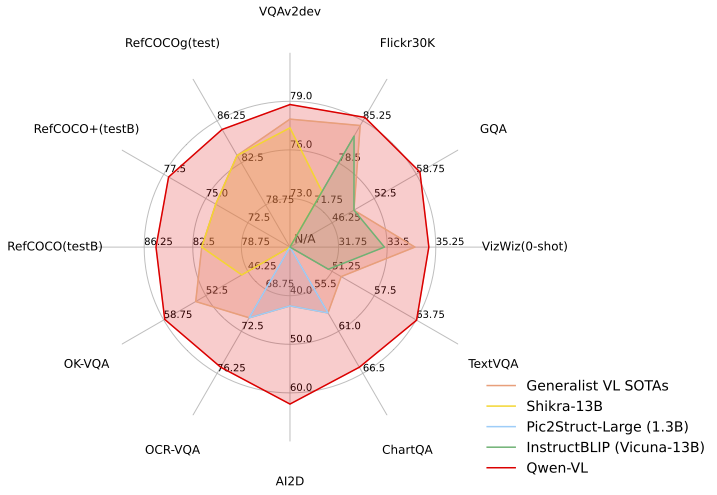 VQAv2dev
RefCOCOg(test)
Flickr30K
79.0
86.25
85.25
RefCOCO+(testB)
GQA
76.0
82.5
78.5
77.5
58.75
75.0
73.0
78.75
71.75
52.5
72.5
46.25
N/A
RefCOCO(testB)
86.25
82.5
78.75
31.75
33.5
35.25
VizWiz(0-shot)
46.25
51.25
68.75
40.0
55.5
52.5
57.5
72.5
50.0
61.0
58.75
63.75
OK-VQA
76.25
66.5
TextVQA
60.0
OCR-VQA
ChartQA
AI2D
Generalist VL SOTAs
Shikra-13B
Pic2Struct-Large (1.3B)
InstructBLIP (Vicuna-13B)
Qwen-VL